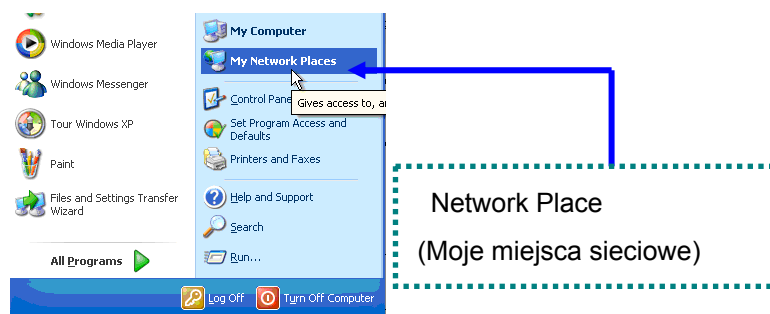 Windows Media Player
Windows Messenger
Tour Windows XP
Paint
Files and Settings Transfer
Wizard
All Programs
My Computer
My Network Places
Control Pane
Gives access to, a
Set Program Access and
Defaults
Printers and Faxes
Help and Support
Search
Run...
Log Off
Turn Off Computer
Network Place
(Moje miejsca sieciowe)